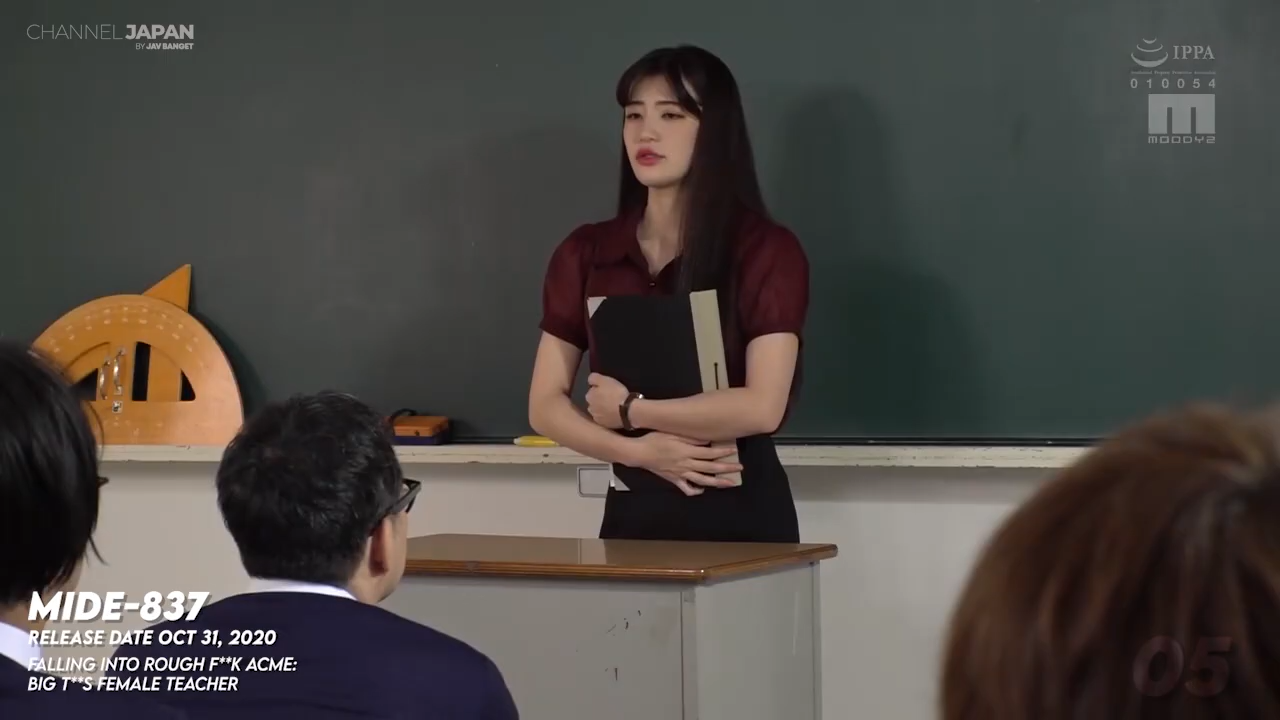 CHANNEL JAPAN
BY JAV BANGET
IPPA
010054
MOODYZ
MIDE-837
RELEASE DATE OCT 31, 2020
FALLING INTO ROUGH F**K ACME:
BIG T**S FEMALE TEACHER
05